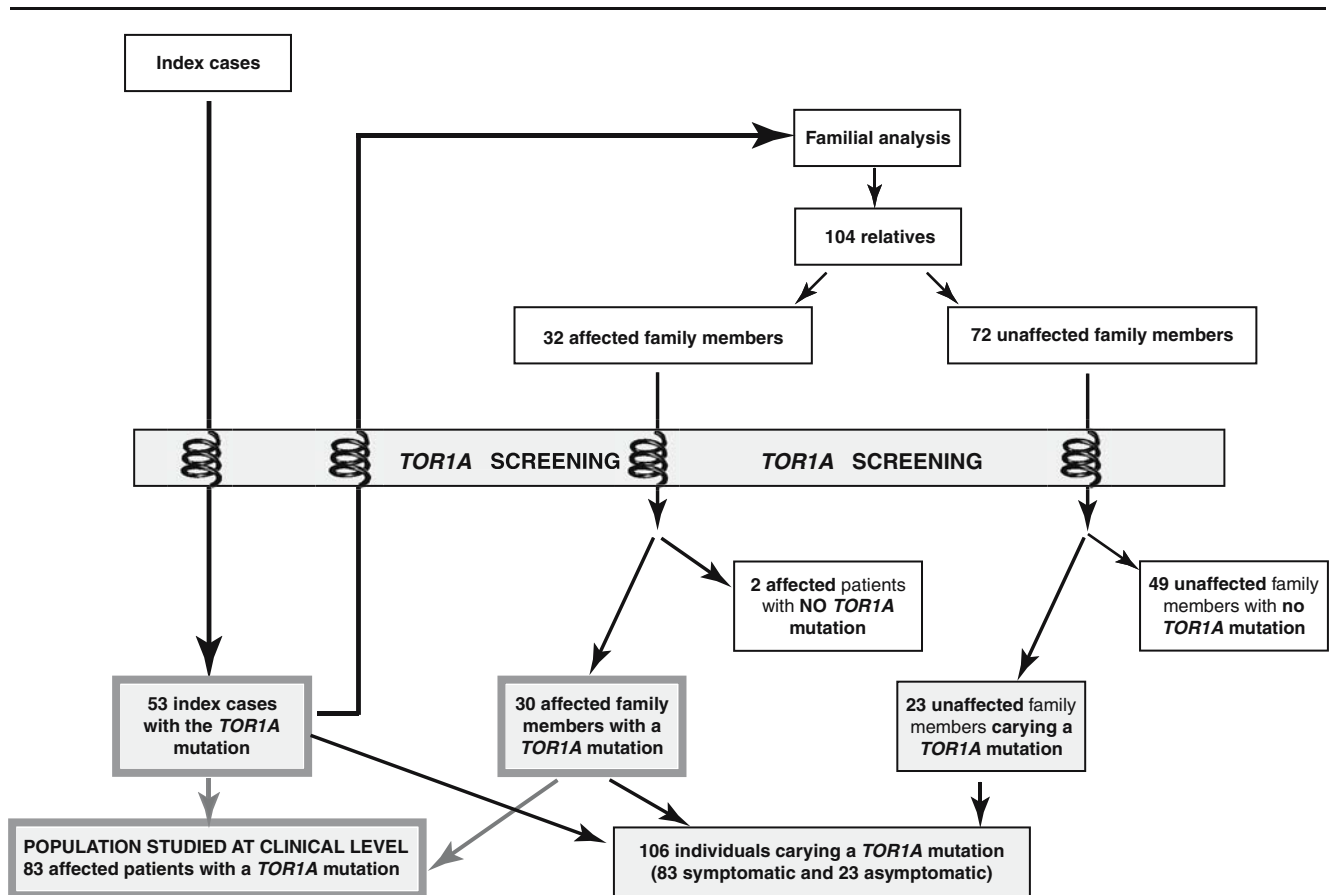 Index cases
Familial analysis
104 relatives
32 affected family members
72 unaffected family members
TOR1A SCREENING
TOR1A SCREENING
2 affected patients
with NO TOR1A
mutation
49 unaffected family
members with no
TOR1A mutation
53 index cases
with the TOR1A
mutation
30 affected family
members with a
TOR1A mutation
23 unaffected family
members carying a
TOR1A mutation
POPULATION STUDIED AT CLINICAL LEVEL
83 affected patients with a TOR1A mutation
106 individuals carying a TOR1A mutation
(83 symptomatic and 23 asymptomatic)